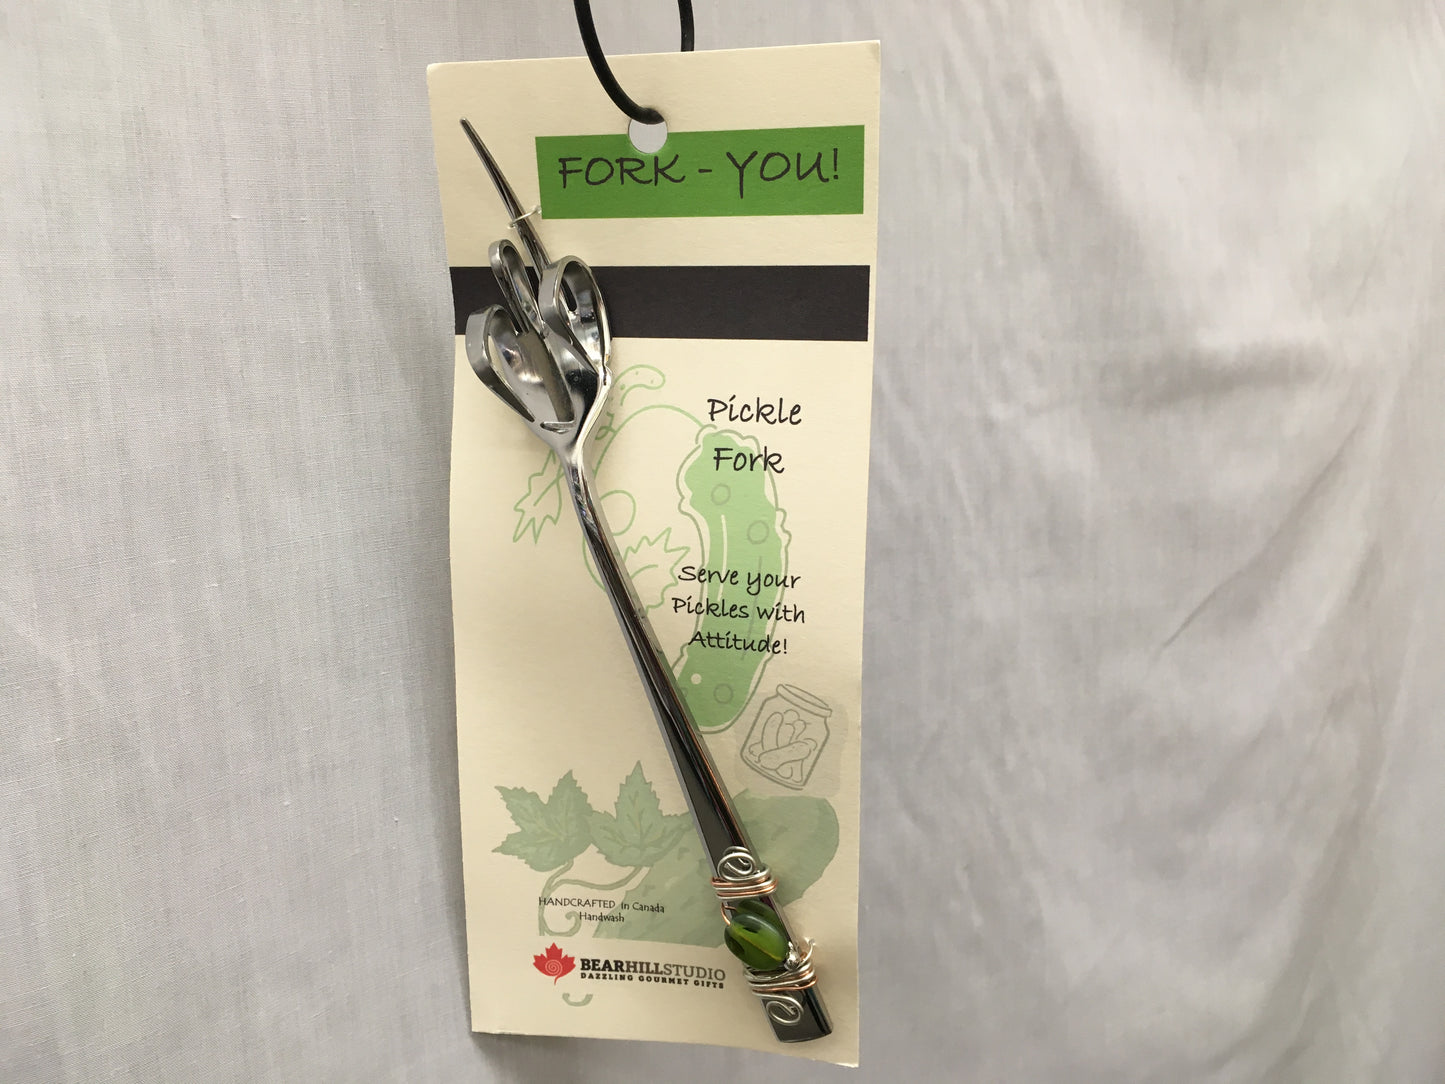 FORK - YOU!
Pickle
Fork
Serve your
Pickles with
Attitude!
HANDCRAFTED in Canada
Handwash
BEARHILLSTUDIO
DAZZLING GOURMET GIFTS